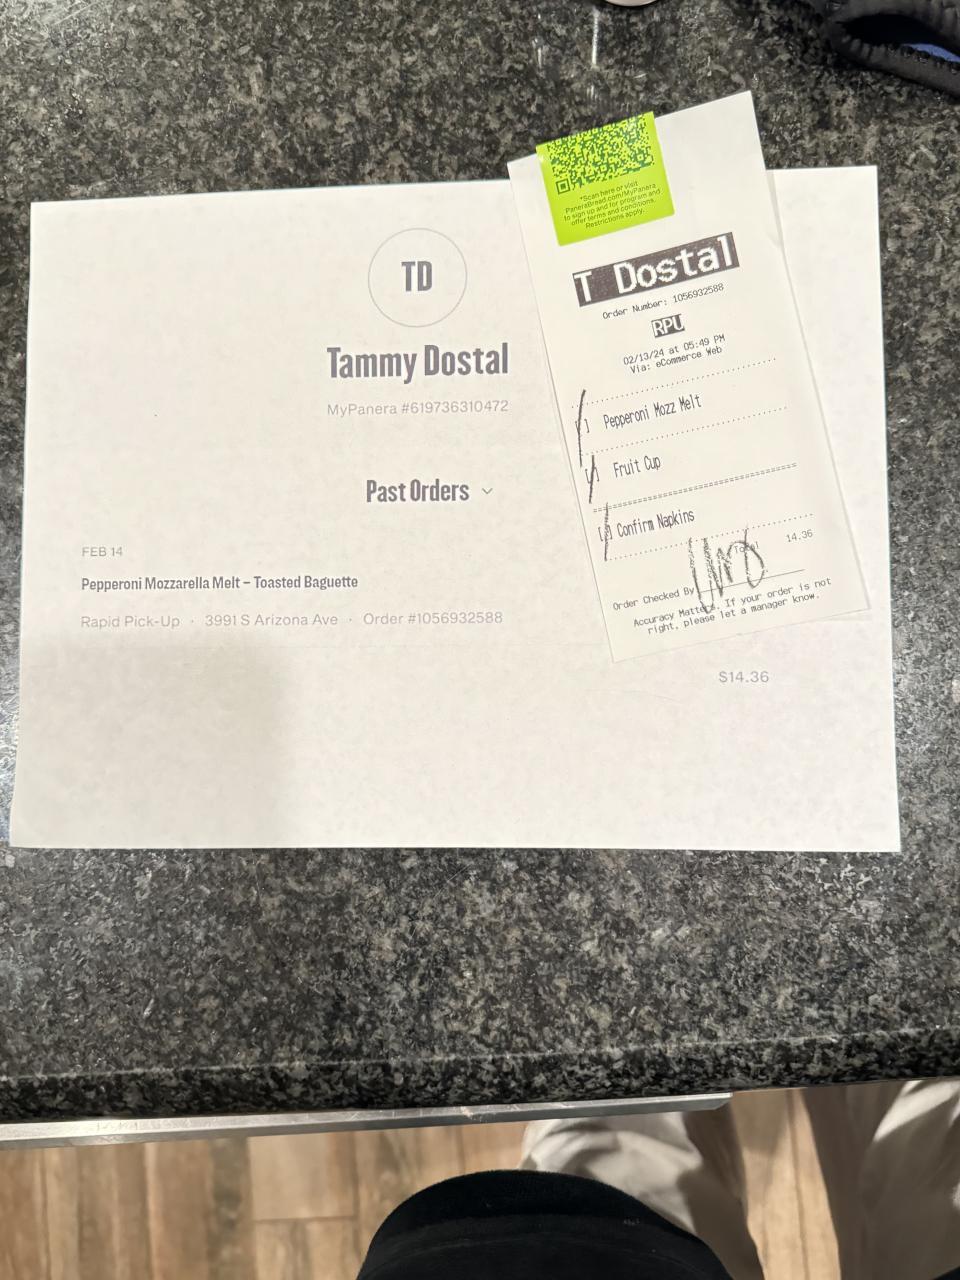 TD
Tammy Dostal
MyPanera #619736310472
Past Orders
FEB 14
Pepperoni Mozzarella Melt – Toasted Baguette
Rapid Pick-Up · 3991 S Arizona Ave · Order #1056932588
$14.36
*Scan here or visit
PaneraBread.com/MyPanera
to sign up and for program and
offer terms and conditions.
Restrictions apply.
T Dostal
Order Number: 1056932588
RPU
02/13/24 at 05:49 PM
Via: eCommerce Web
[ ] Pepperoni Mozz Melt
[ ] Fruit Cup
[ ] Confirm Napkins
Total 14.36
Order Checked By
Accuracy Matters. If your order is not
right, please let a manager know.